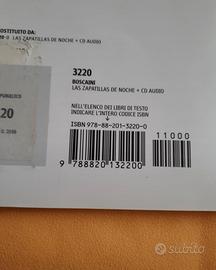 OSTITUITO DA:
LAS ZAPATILLAS DE NOCHE + CD AUDIO
3220
BOSCAINI
LAS ZAPATILLAS DE NOCHE + CD AUDIO
NELL'ELENCO DEI LIBRI DI TESTO
INDICARE L'INTERO CODICE ISBN
ISBN 978-88-201-3220-0
11000
9 788820 132200
20
subito